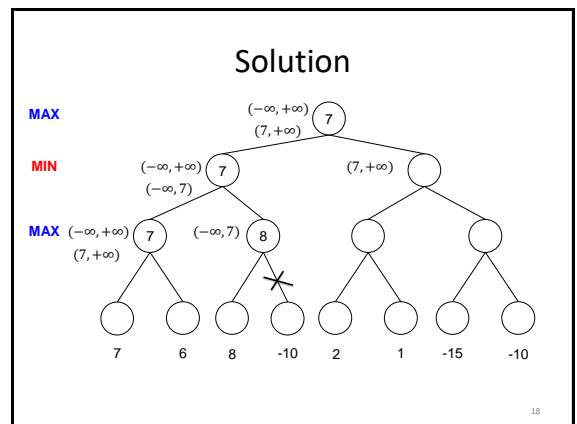 Solution
MAX (−∞, +∞) 7
(7, +∞)
MIN (−∞, +∞) 7 (7, +∞)
(−∞, 7)
MAX (−∞, +∞) 7 (−∞, 7) 8
(7, +∞)
7 6 8 -10 2 1 -15 -10
18